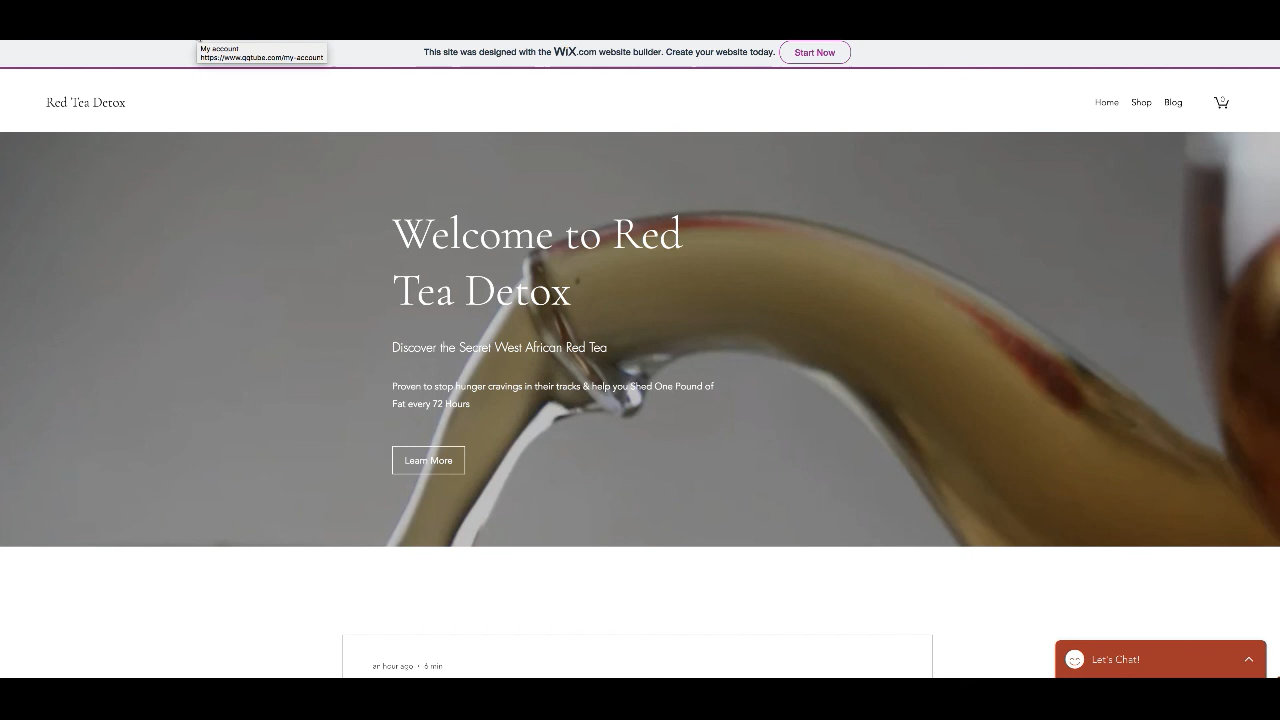 My account
https://www.qqtube.com/my-account
This site was designed with the WiX.com website builder. Create your website today.
Start Now
Red Tea Detox
Home Shop Blog
0
Welcome to Red
Tea Detox
Discover the Secret West African Red Tea
Proven to stop hunger cravings in their tracks & help you Shed One Pound of
Fat every 72 Hours
Learn More
an hour ago • 6 min
Let's Chat!